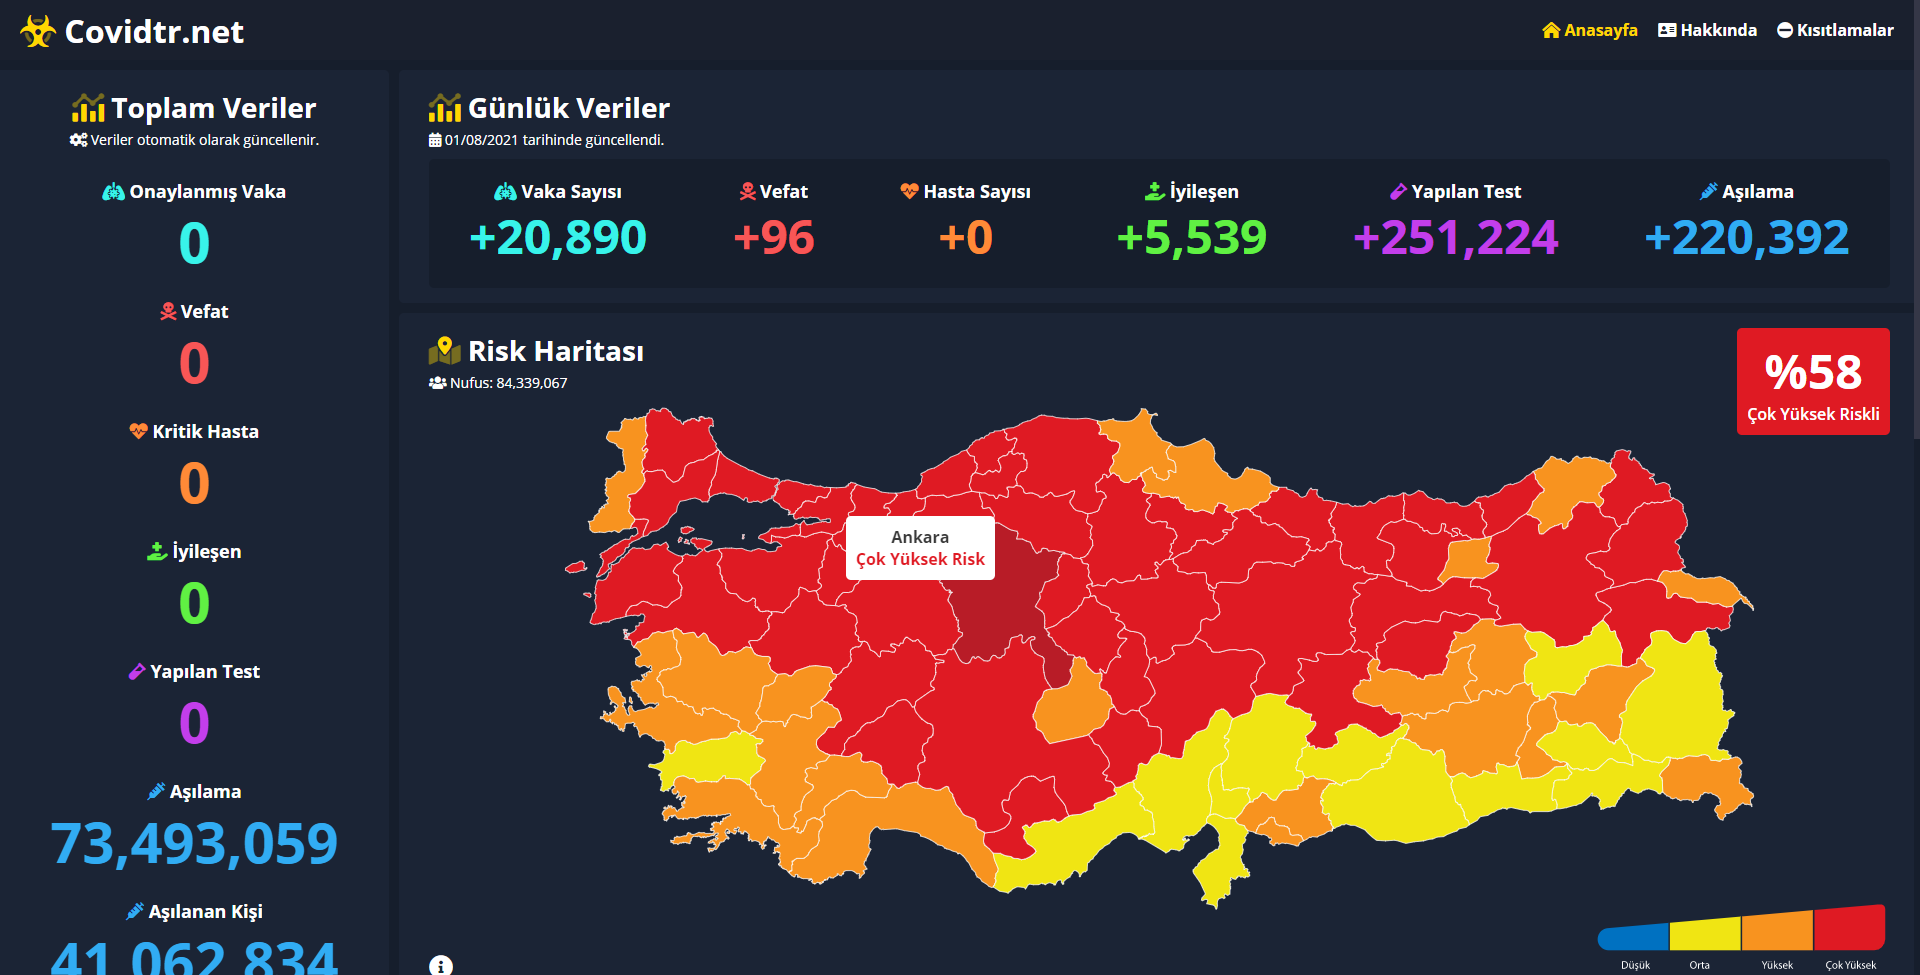 Covidtr.net
Anasayfa
Hakkında
Kısıtlamalar
Toplam Veriler
Veriler otomatik olarak güncellenir.
Onaylanmış Vaka
0
Vefat
0
Kritik Hasta
0
İyileşen
0
Yapılan Test
0
Aşılama
73,493,059
Aşılanan Kişi
41,062,834
Günlük Veriler
01/08/2021 tarihinde güncellendi.
Vaka Sayısı
+20,890
Vefat
+96
Hasta Sayısı
+0
İyileşen
+5,539
Yapılan Test
+251,224
Aşılama
+220,392
Risk Haritası
Nufus: 84,339,067
%58
Çok Yüksek Riskli
Ankara
Çok Yüksek Risk
Düşük
Orta
Yüksek
Çok Yüksek